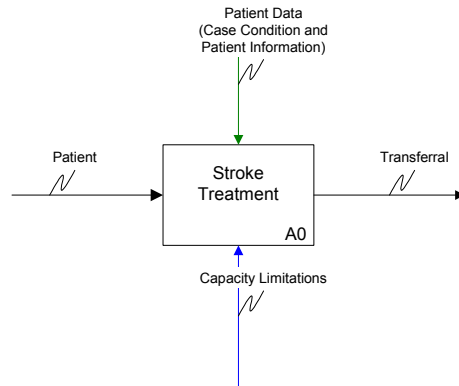 Patient Data
(Case Condition and
Patient Information)
Patient
Stroke
Treatment
A0
Transferral
Capacity Limitations